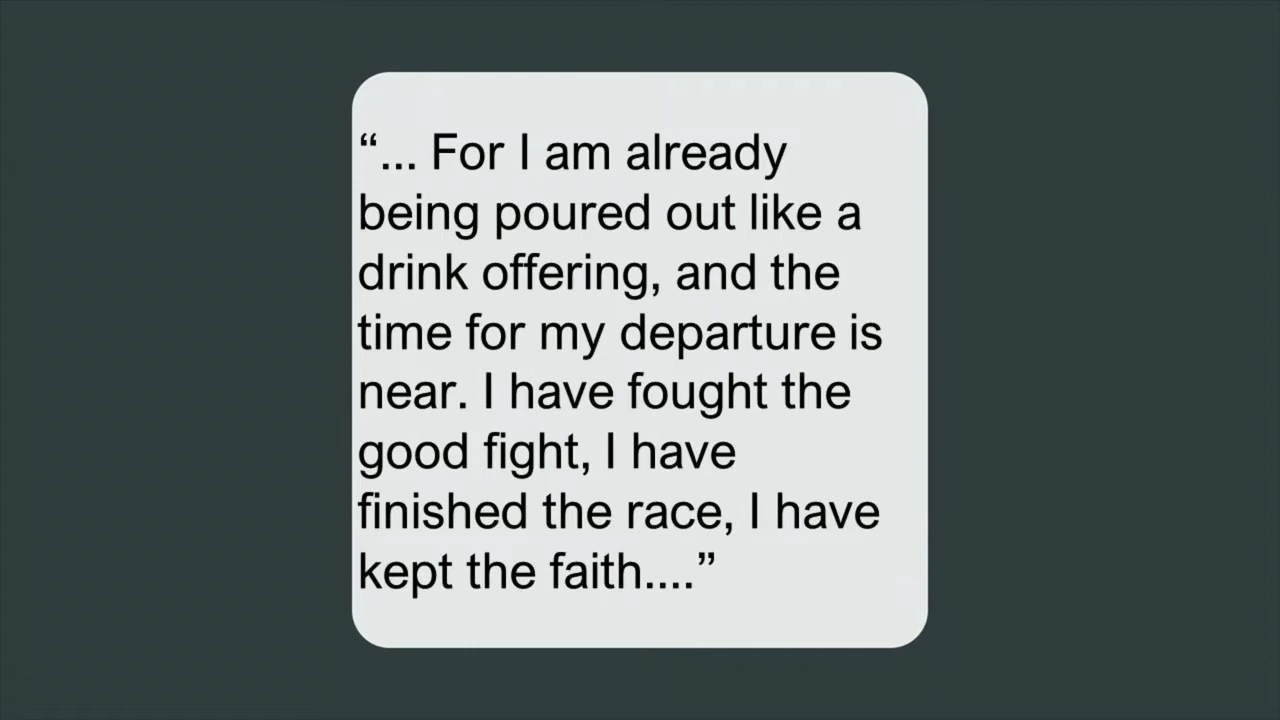 “... For I am already
being poured out like a
drink offering, and the
time for my departure is
near. I have fought the
good fight, I have
finished the race, I have
kept the faith....”